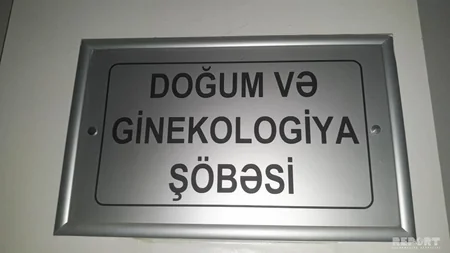 DOĞUM VƏ
GİNEKOLOGİYA
ŞÖBƏSİ
REPORT